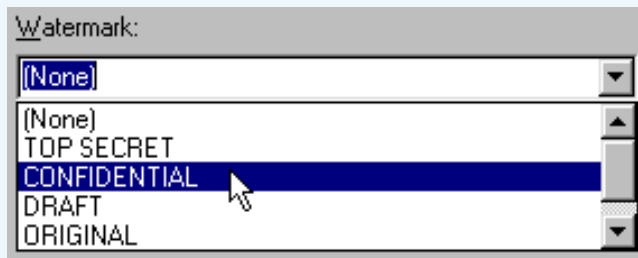 Watermark:
(None)
(None)
TOP SECRET
CONFIDENTIAL
DRAFT
ORIGINAL